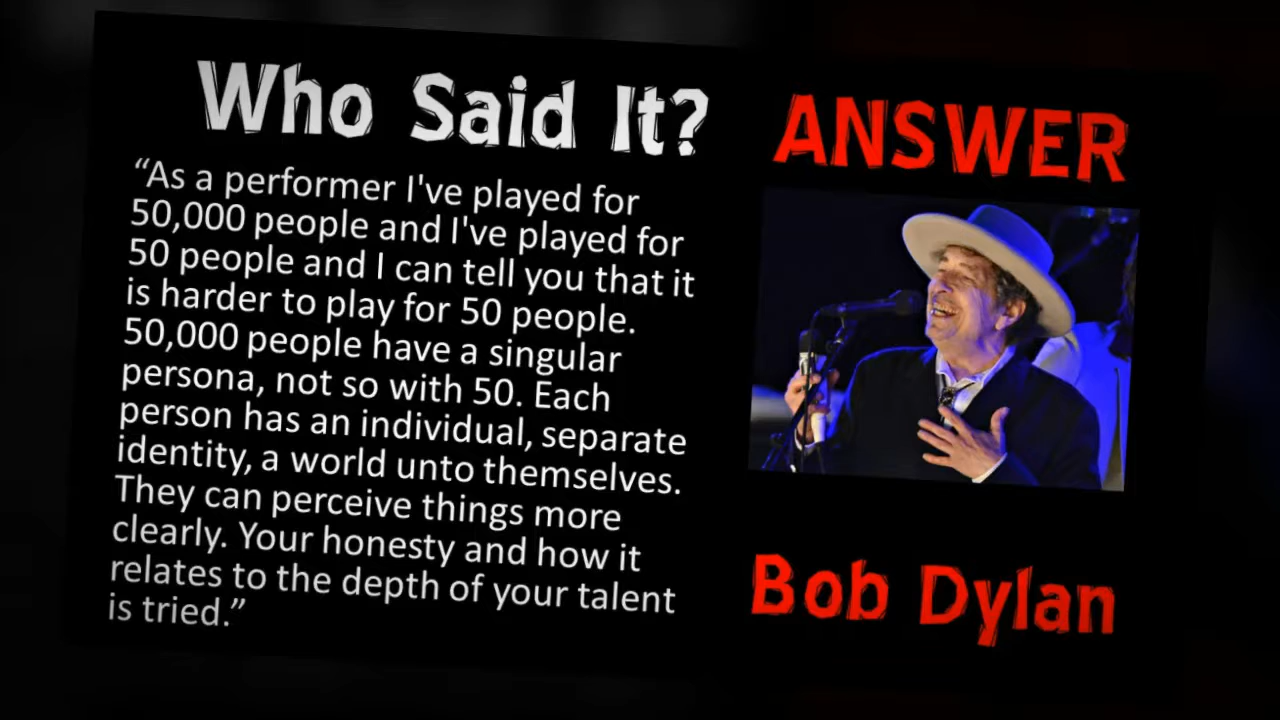 Who Said It?
“As a performer I've played for
50,000 people and I've played for
50 people and I can tell you that it
is harder to play for 50 people.
50,000 people have a singular
persona, not so with 50. Each
person has an individual, separate
identity, a world unto themselves.
They can perceive things more
clearly. Your honesty and how it
relates to the depth of your talent
is tried.”
ANSWER
Bob Dylan